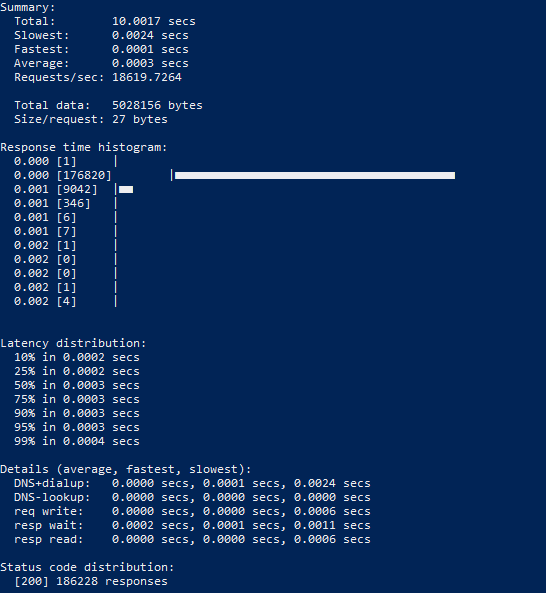 Summary:
  Total:        10.0017 secs
  Slowest:      0.0024 secs
  Fastest:      0.0001 secs
  Average:      0.0003 secs
  Requests/sec: 18619.7264
  Total data:   5028156 bytes
  Size/request: 27 bytes
Response time histogram:
  0.000 [1]     |
  0.000 [176820]        |
  0.001 [9042]  |
  0.001 [346]   |
  0.001 [6]     |
  0.001 [7]     |
  0.002 [1]     |
  0.002 [0]     |
  0.002 [0]     |
  0.002 [1]     |
  0.002 [4]     |
Latency distribution:
  10% in 0.0002 secs
  25% in 0.0002 secs
  50% in 0.0003 secs
  75% in 0.0003 secs
  90% in 0.0003 secs
  95% in 0.0003 secs
  99% in 0.0004 secs
Details (average, fastest, slowest):
  DNS+dialup:   0.0000 secs, 0.0001 secs, 0.0024 secs
  DNS-lookup:   0.0000 secs, 0.0000 secs, 0.0000 secs
  req write:    0.0000 secs, 0.0000 secs, 0.0006 secs
  resp wait:    0.0002 secs, 0.0001 secs, 0.0011 secs
  resp read:    0.0000 secs, 0.0000 secs, 0.0006 secs
Status code distribution:
  [200] 186228 responses